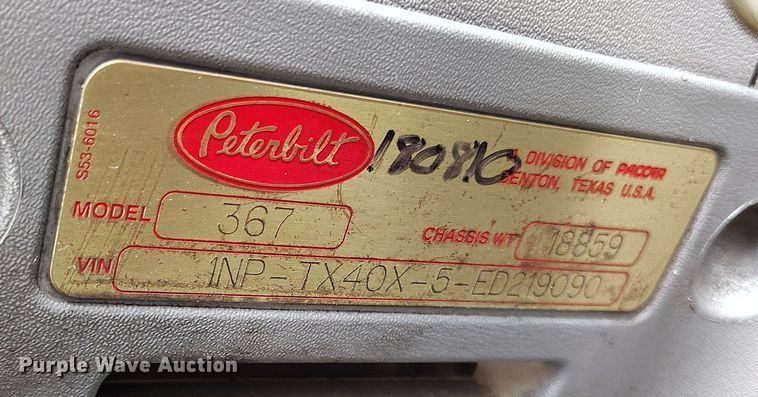 S53-6016
Peterbilt
180810
A DIVISION OF PACCAR
DENTON, TEXAS U.S.A.
MODEL 367
CHASSIS WT 18859
VIN 1NP-TX40X-5-ED219090
Purple Wave Auction